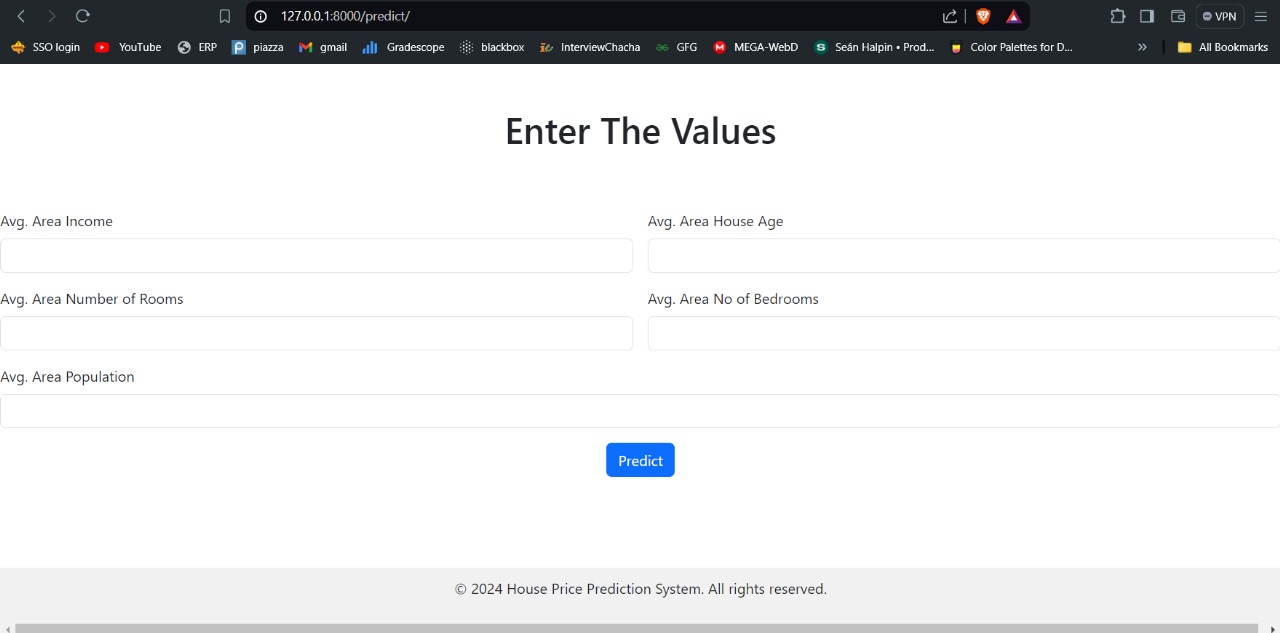 127.0.0.1:8000/predict/
VPN
SSO login YouTube ERP piazza gmail Gradescope blackbox InterviewChacha GFG MEGA-WebD Seán Halpin • Prod... Color Palettes for D... » All Bookmarks
Enter The Values
Avg. Area Income Avg. Area House Age
Avg. Area Number of Rooms Avg. Area No of Bedrooms
Avg. Area Population
Predict
© 2024 House Price Prediction System. All rights reserved.